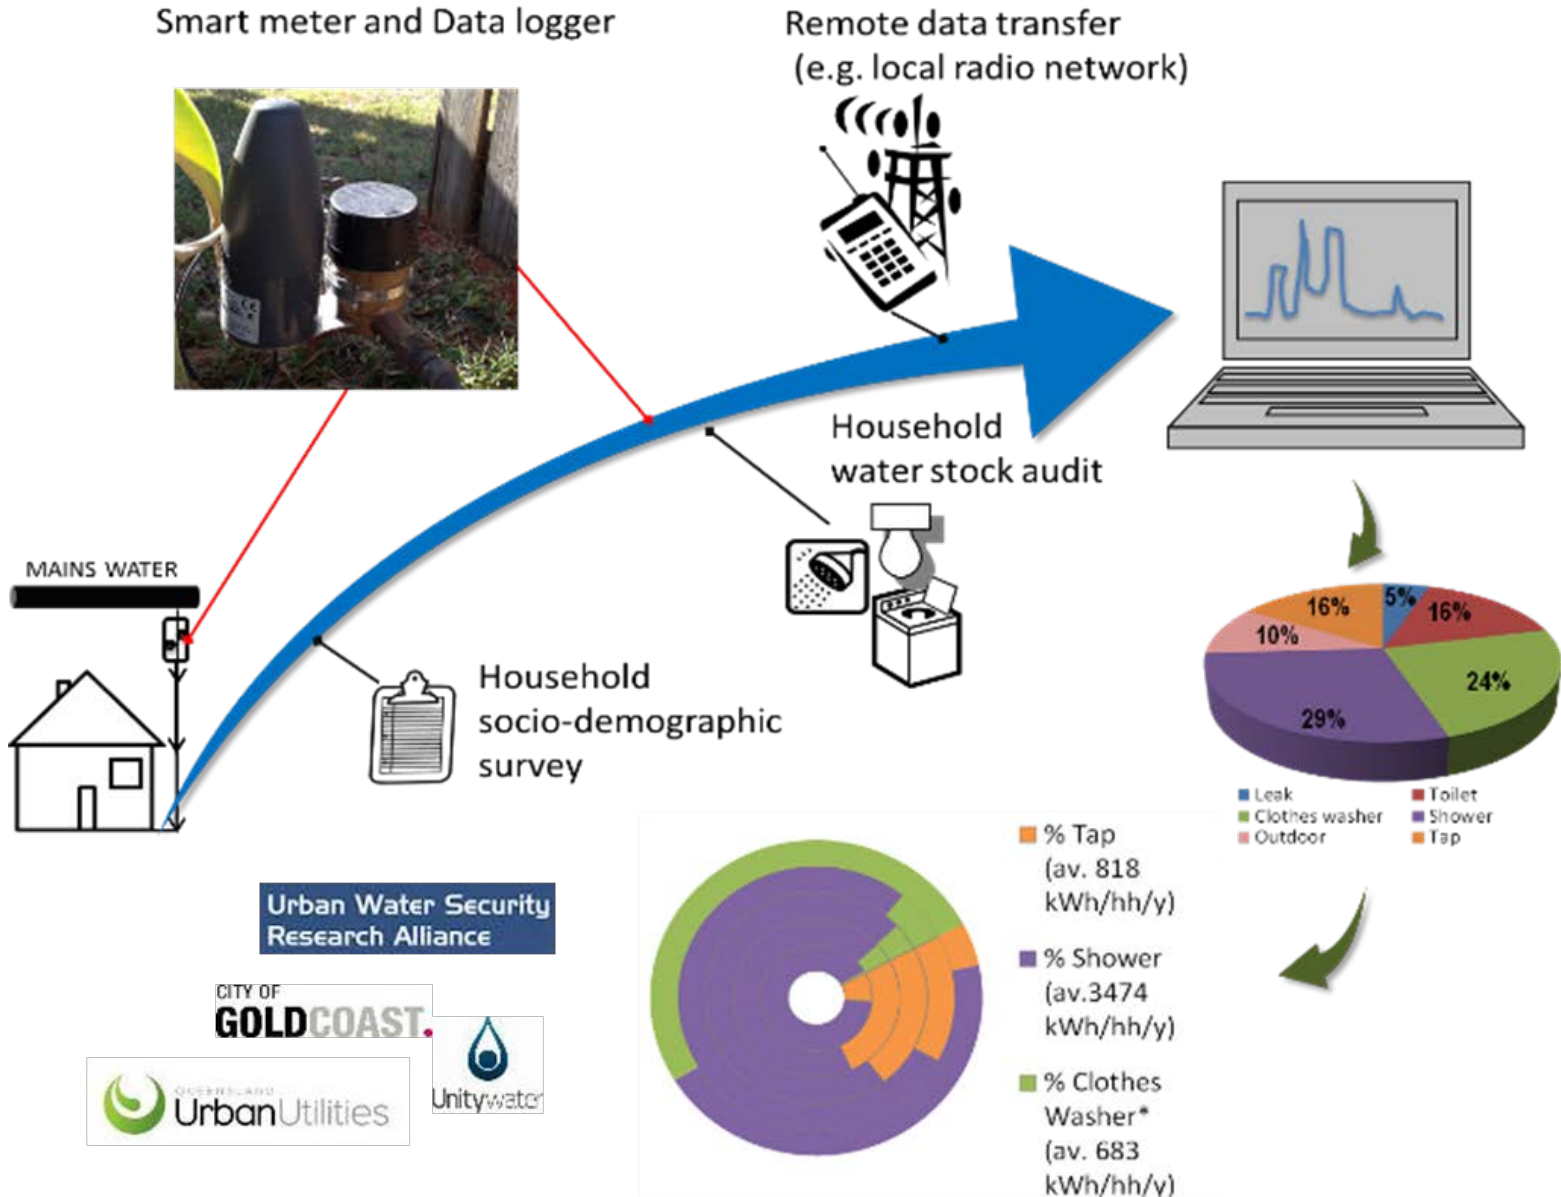 Smart meter and Data logger
Remote data transfer
(e.g. local radio network)
Household
water stock audit
MAINS WATER
Household
socio-demographic
survey
5%
16%
16%
10%
24%
29%
Leak
Toilet
Clothes washer
Shower
Outdoor
Tap
% Tap
(av. 818
kWh/hh/y)
% Shower
(av.3474
kWh/hh/y)
% Clothes
Washer*
(av. 683
kWh/hh/y)
Urban Water Security
Research Alliance
CITY OF
GOLDCOAST.
Unitywater
QUEENSLAND
UrbanUtilities